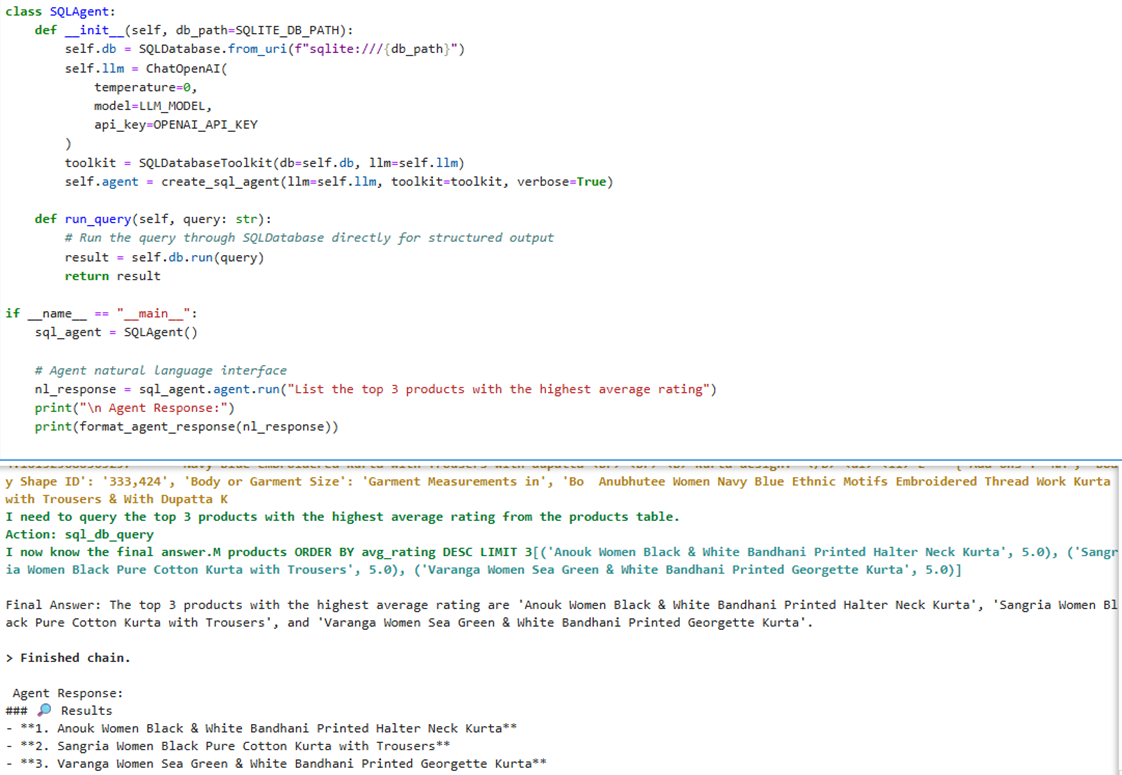 class SQLAgent:
    def __init__(self, db_path=SQLITE_DB_PATH):
        self.db = SQLDatabase.from_uri(f"sqlite:///{db_path}")
        self.llm = ChatOpenAI(
            temperature=0,
            model=LLM_MODEL,
            api_key=OPENAI_API_KEY
        )
        toolkit = SQLDatabaseToolkit(db=self.db, llm=self.llm)
        self.agent = create_sql_agent(llm=self.llm, toolkit=toolkit, verbose=True)
    def run_query(self, query: str):
        # Run the query through SQLDatabase directly for structured output
        result = self.db.run(query)
        return result
if __name__ == "__main__":
    sql_agent = SQLAgent()
    # Agent natural language interface
    nl_response = sql_agent.agent.run("List the top 3 products with the highest average rating")
    print("\n Agent Response:")
    print(format_agent_response(nl_response))
y Shape ID': '333,424', 'Body or Garment Size': 'Garment Measurements in', 'Bo  Anubhutee Women Navy Blue Ethnic Motifs Embroidered Thread Work Kurta
with Trousers & With Dupatta K
I need to query the top 3 products with the highest average rating from the products table.
Action: sql_db_query
I now know the final answer.M products ORDER BY avg_rating DESC LIMIT 3[('Anouk Women Black & White Bandhani Printed Halter Neck Kurta', 5.0), ('Sangr
ia Women Black Pure Cotton Kurta with Trousers', 5.0), ('Varanga Women Sea Green & White Bandhani Printed Georgette Kurta', 5.0)]
Final Answer: The top 3 products with the highest average rating are 'Anouk Women Black & White Bandhani Printed Halter Neck Kurta', 'Sangria Women Bl
ack Pure Cotton Kurta with Trousers', and 'Varanga Women Sea Green & White Bandhani Printed Georgette Kurta'.
> Finished chain.
 Agent Response:
### 🔎 Results
- **1. Anouk Women Black & White Bandhani Printed Halter Neck Kurta**
- **2. Sangria Women Black Pure Cotton Kurta with Trousers**
- **3. Varanga Women Sea Green & White Bandhani Printed Georgette Kurta**